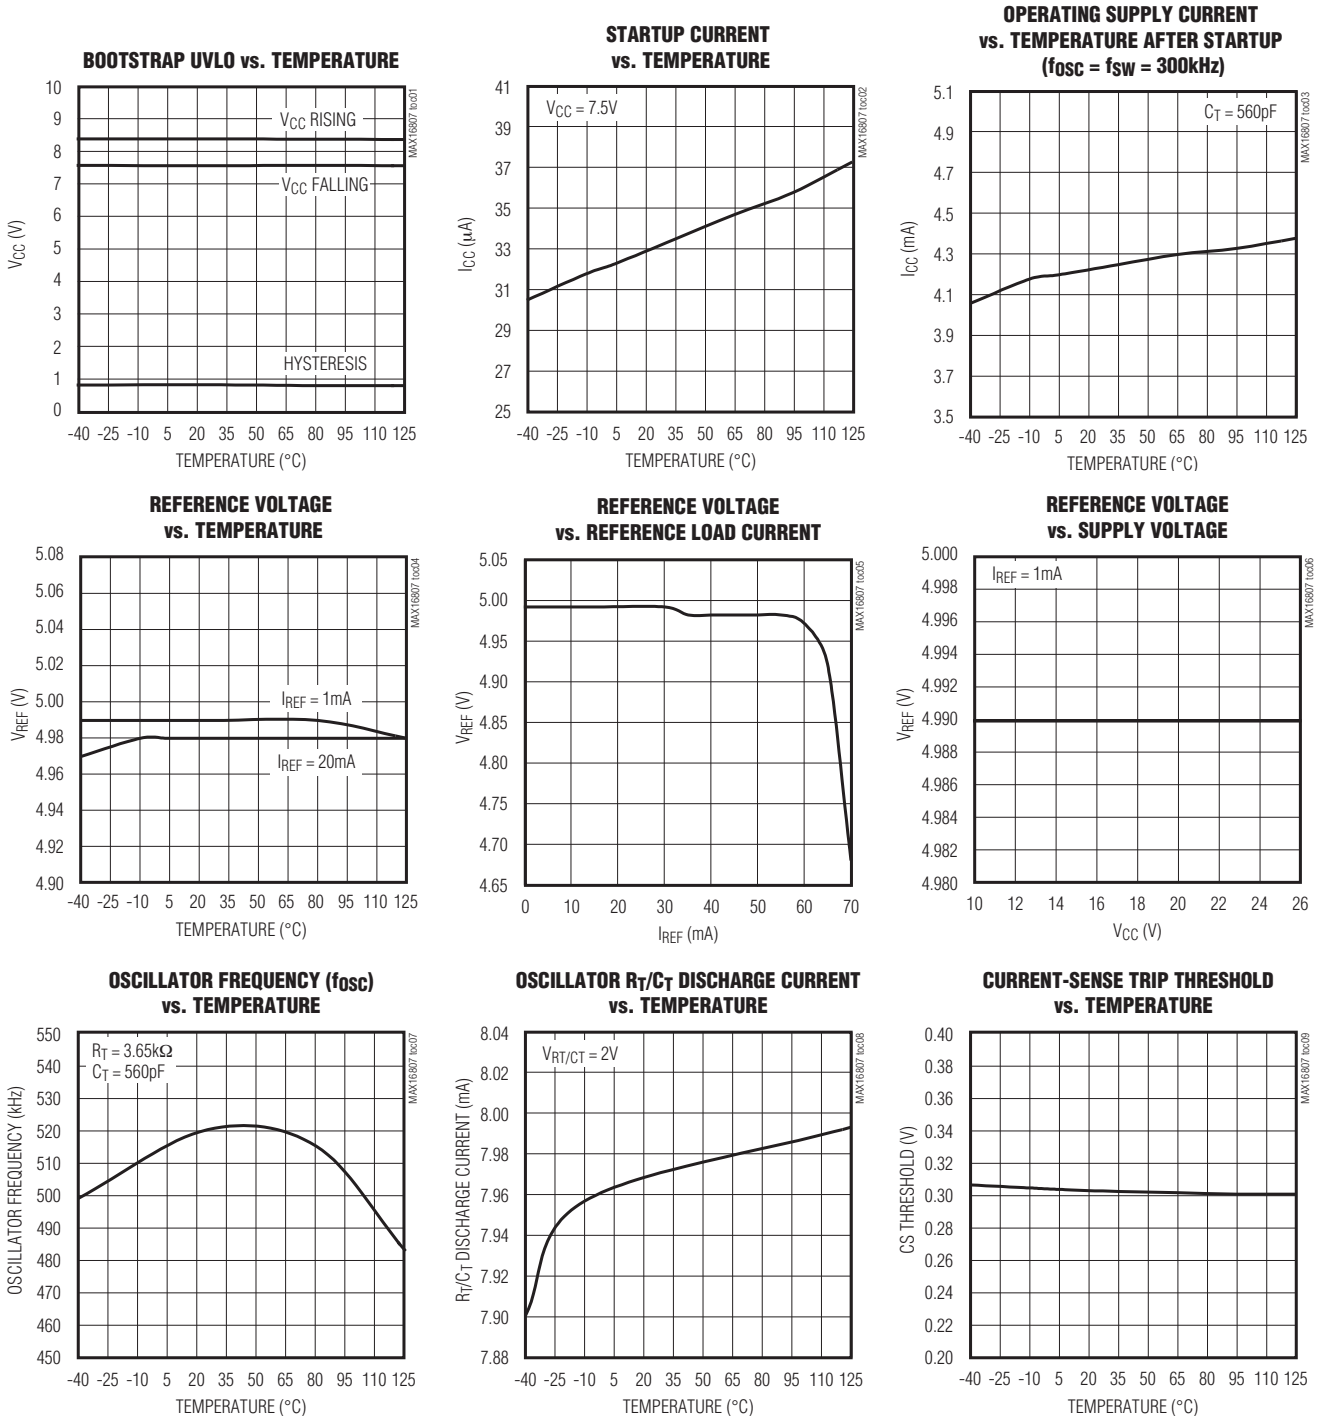 BOOTSTRAP UVLO vs. TEMPERATURE
MAX16807 toc01
10
9
8
7
6
5
4
3
2
1
0
VCC (V)
VCC RISING
VCC FALLING
HYSTERESIS
-40 -25 -10 5 20 35 50 65 80 95 110 125
TEMPERATURE (°C)
STARTUP CURRENT
vs. TEMPERATURE
MAX16807 toc02
VCC = 7.5V
41
39
37
35
33
31
29
27
25
ICC (μA)
-40 -25 -10 5 20 35 50 65 80 95 110 125
TEMPERATURE (°C)
OPERATING SUPPLY CURRENT
vs. TEMPERATURE AFTER STARTUP
(fOSC = fSW = 300kHz)
MAX16807 toc03
CT = 560pF
5.1
4.9
4.7
4.5
4.3
4.1
3.9
3.7
3.5
ICC (mA)
-40 -25 -10 5 20 35 50 65 80 95 110 125
TEMPERATURE (°C)
REFERENCE VOLTAGE
vs. TEMPERATURE
MAX16807 toc04
5.08
5.06
5.04
5.02
5.00
4.98
4.96
4.94
4.92
4.90
VREF (V)
IREF = 1mA
IREF = 20mA
-40 -25 -10 5 20 35 50 65 80 95 110 125
TEMPERATURE (°C)
REFERENCE VOLTAGE
vs. REFERENCE LOAD CURRENT
MAX16807 toc05
5.05
5.00
4.95
4.90
4.85
4.80
4.75
4.70
4.65
VREF (V)
0 10 20 30 40 50 60 70
IREF (mA)
REFERENCE VOLTAGE
vs. SUPPLY VOLTAGE
MAX16807 toc06
IREF = 1mA
5.000
4.998
4.996
4.994
4.992
4.990
4.988
4.986
4.984
4.982
4.980
VREF (V)
10 12 14 16 18 20 22 24 26
VCC (V)
OSCILLATOR FREQUENCY (fOSC)
vs. TEMPERATURE
MAX16807 toc07
RT = 3.65kΩ
CT = 560pF
550
540
530
520
510
500
490
480
470
460
450
OSCILLATOR FREQUENCY (kHz)
-40 -25 -10 5 20 35 50 65 80 95 110 125
TEMPERATURE (°C)
OSCILLATOR RT/CT DISCHARGE CURRENT
vs. TEMPERATURE
MAX16807 toc08
VRT/CT = 2V
8.04
8.02
8.00
7.98
7.96
7.94
7.92
7.90
7.88
RT/CT DISCHARGE CURRENT (mA)
-40 -25 -10 5 20 35 50 65 80 95 110 125
TEMPERATURE (°C)
CURRENT-SENSE TRIP THRESHOLD
vs. TEMPERATURE
MAX16807 toc09
0.40
0.38
0.36
0.34
0.32
0.30
0.28
0.26
0.24
0.22
0.20
CS THRESHOLD (V)
-40 -25 -10 5 20 35 50 65 80 95 110 125
TEMPERATURE (°C)